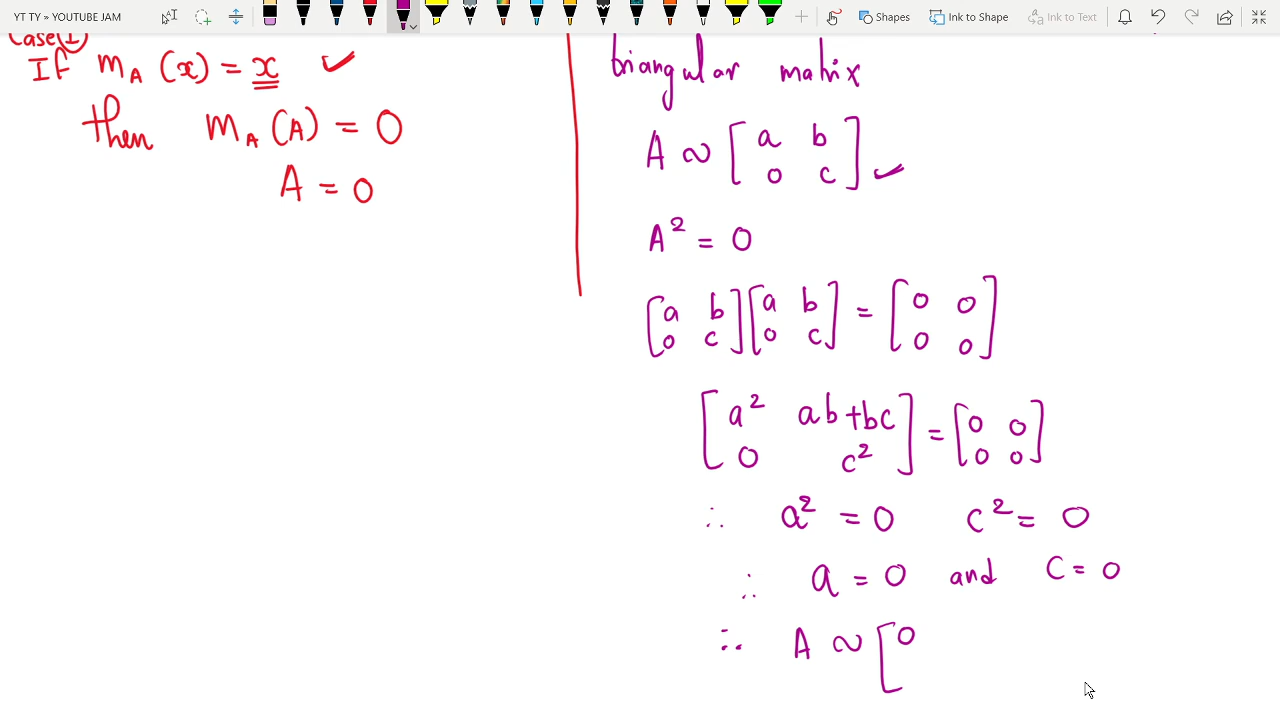 YT TY » YOUTUBE JAM
Shapes
Ink to Shape
Ink to Text
Case(1)
If m_A (x) = x ✓
then m_A (A) = 0
A = 0
triangular matrix
A ~ [a b
0 c] ✓
A² = 0
[a b
0 c] [a b
0 c] = [0 0
0 0]
[a² ab+bc
0 c²] = [0 0
0 0]
∴ a² = 0 c² = 0
∴ a = 0 and c = 0
∴ A ~ [0